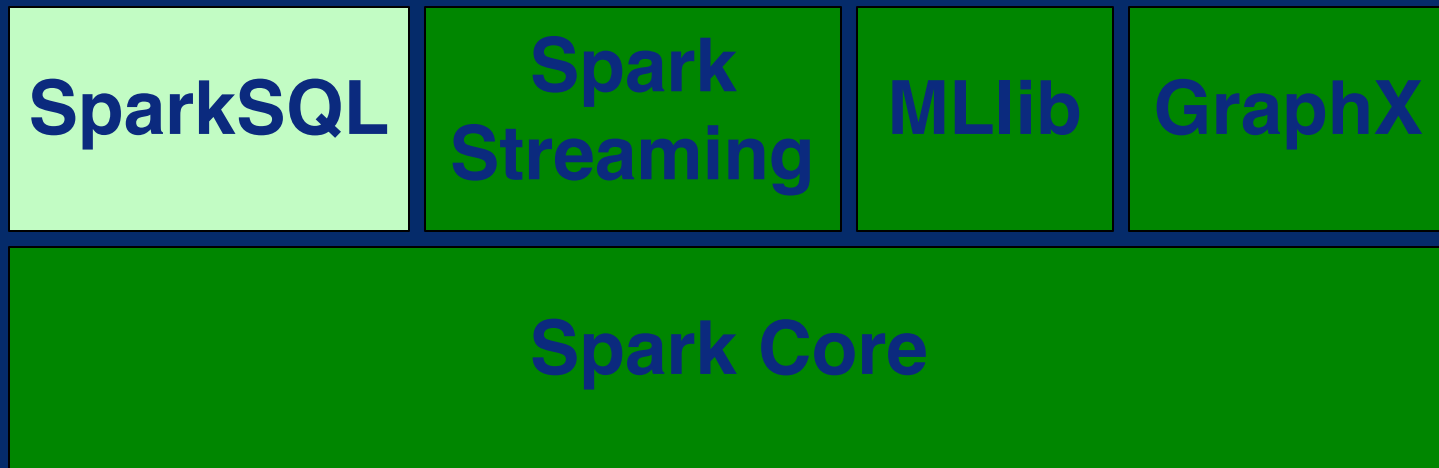 SparkSQL
Spark
Streaming
MLlib
GraphX
Spark Core